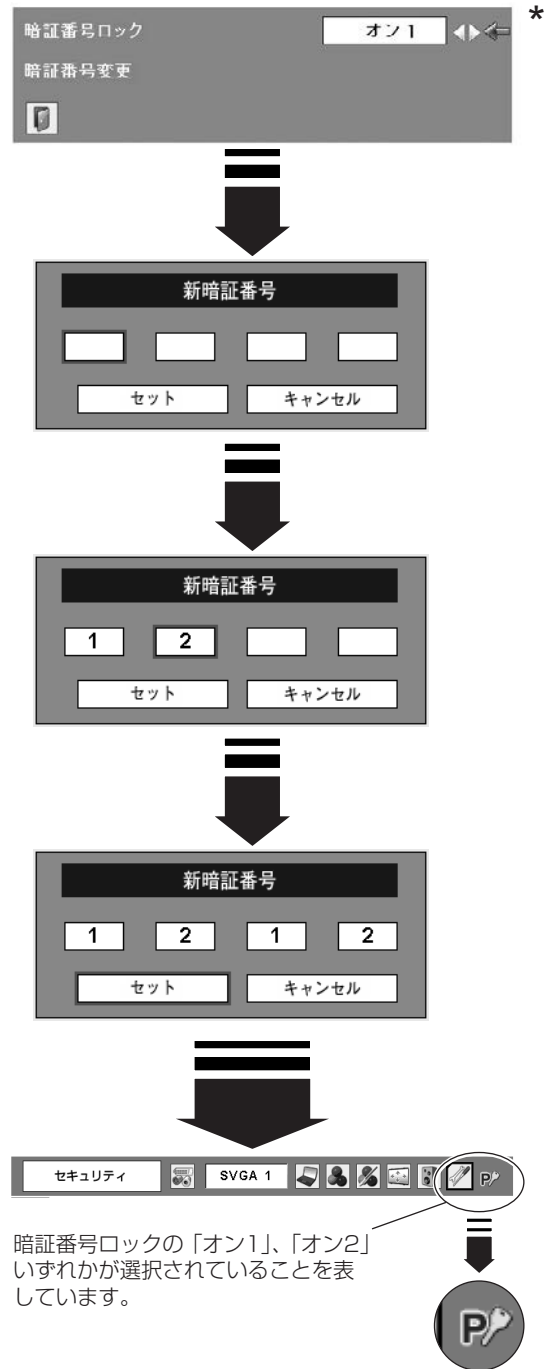 暗証番号ロック オン1 *
暗証番号変更
新暗証番号
セット キャンセル
新暗証番号
1 2
セット キャンセル
新暗証番号
1 2 1 2
セット キャンセル
セキュリティ SVGA 1 P
暗証番号ロックの「オン1」、「オン2」
いずれかが選択されていることを表
しています。
P